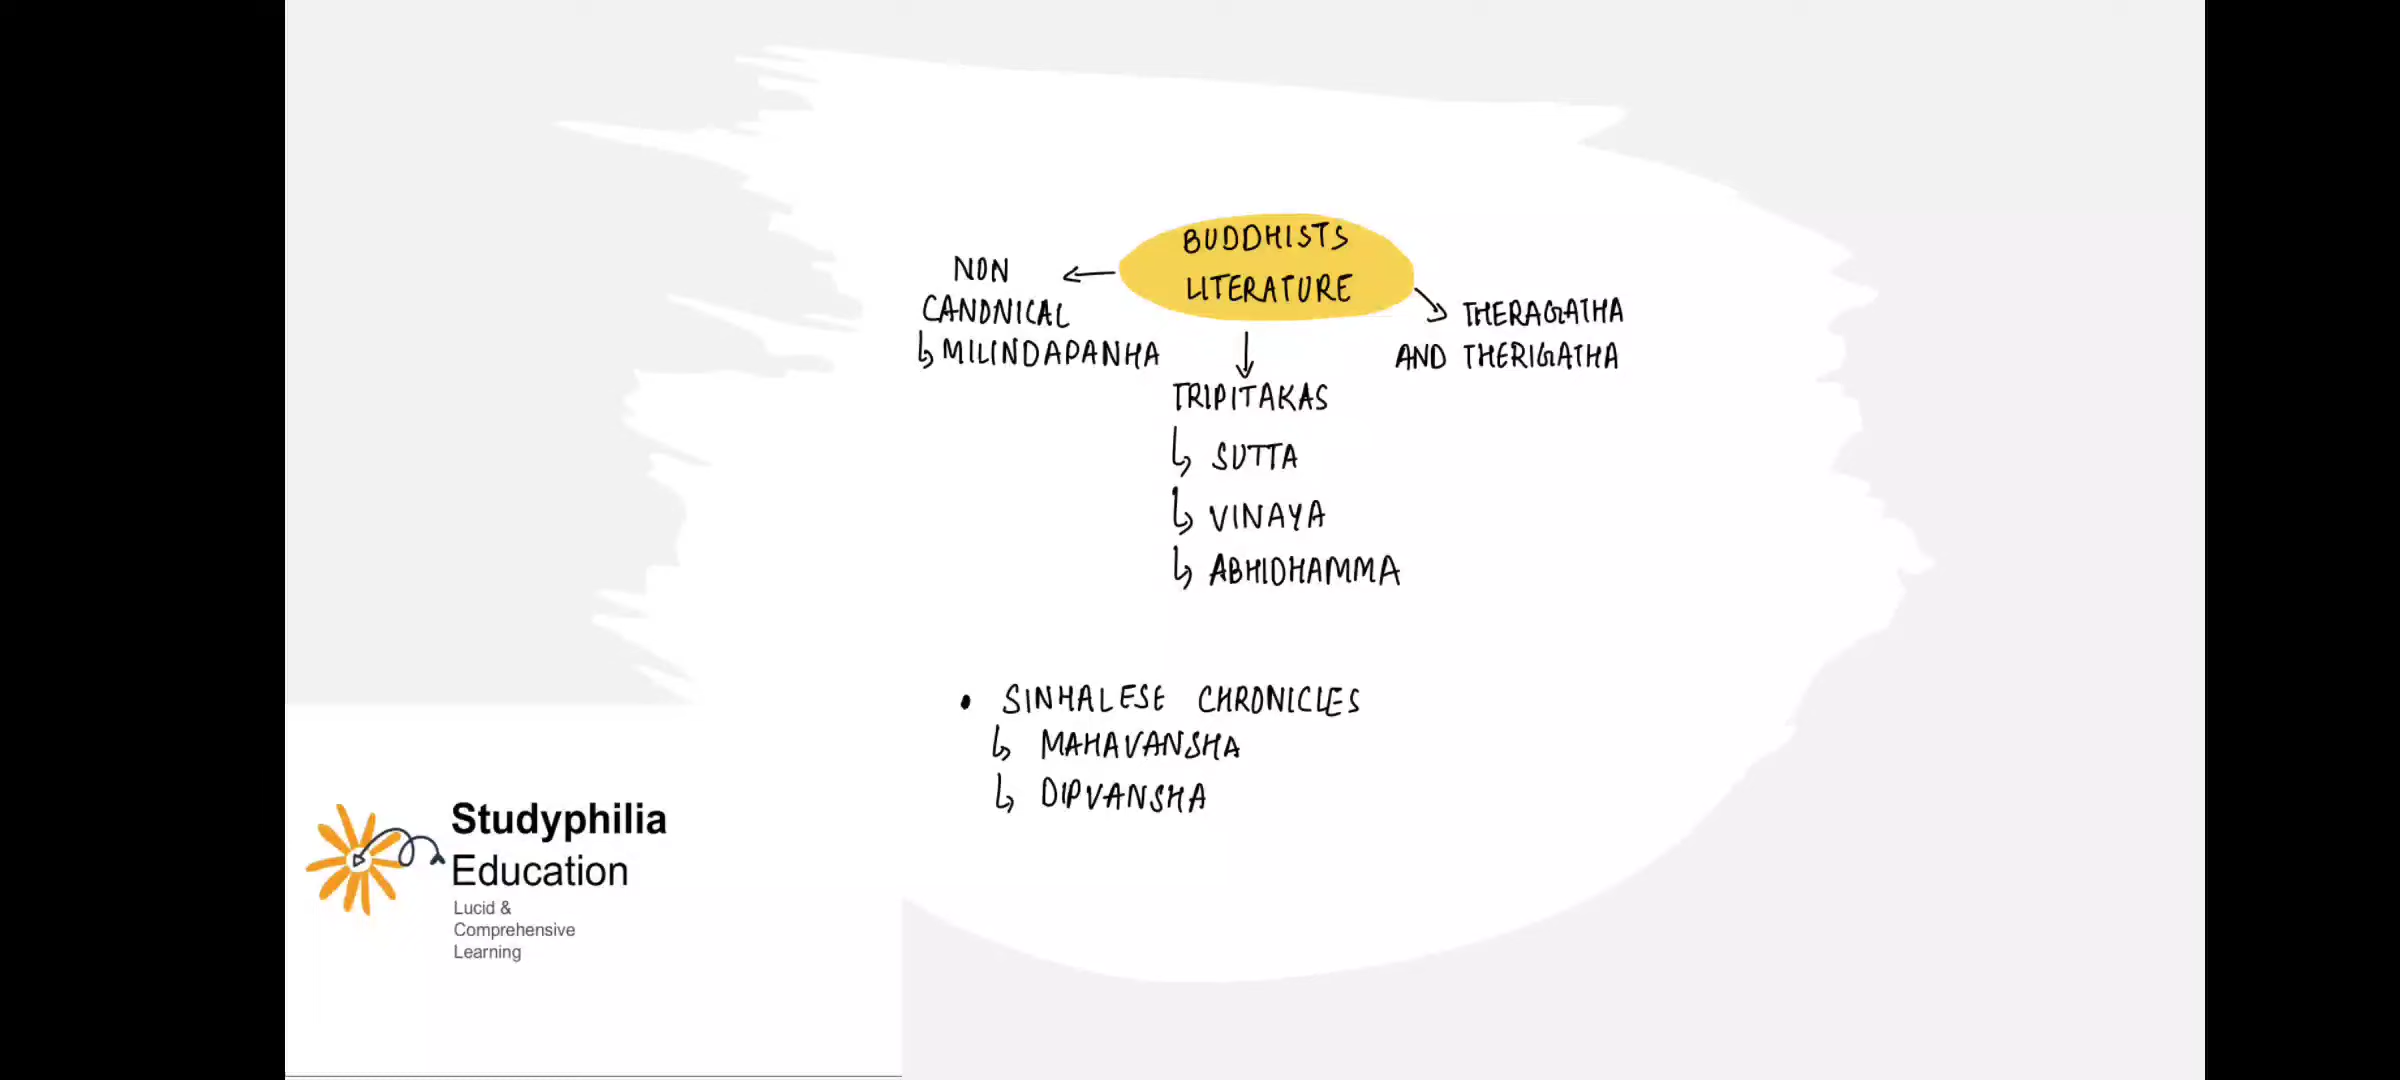 BUDDHISTS
LITERATURE
NON
CANONICAL
MILINDAPANHA
THERAGATHA
AND THERIGATHA
TRIPITAKAS
SUTTA
VINAYA
ABHIDHAMMA
• SINHALESE CHRONICLES
MAHAVANSHA
DIPVANSHA
Studyphilia
Education
Lucid &
Comprehensive
Learning